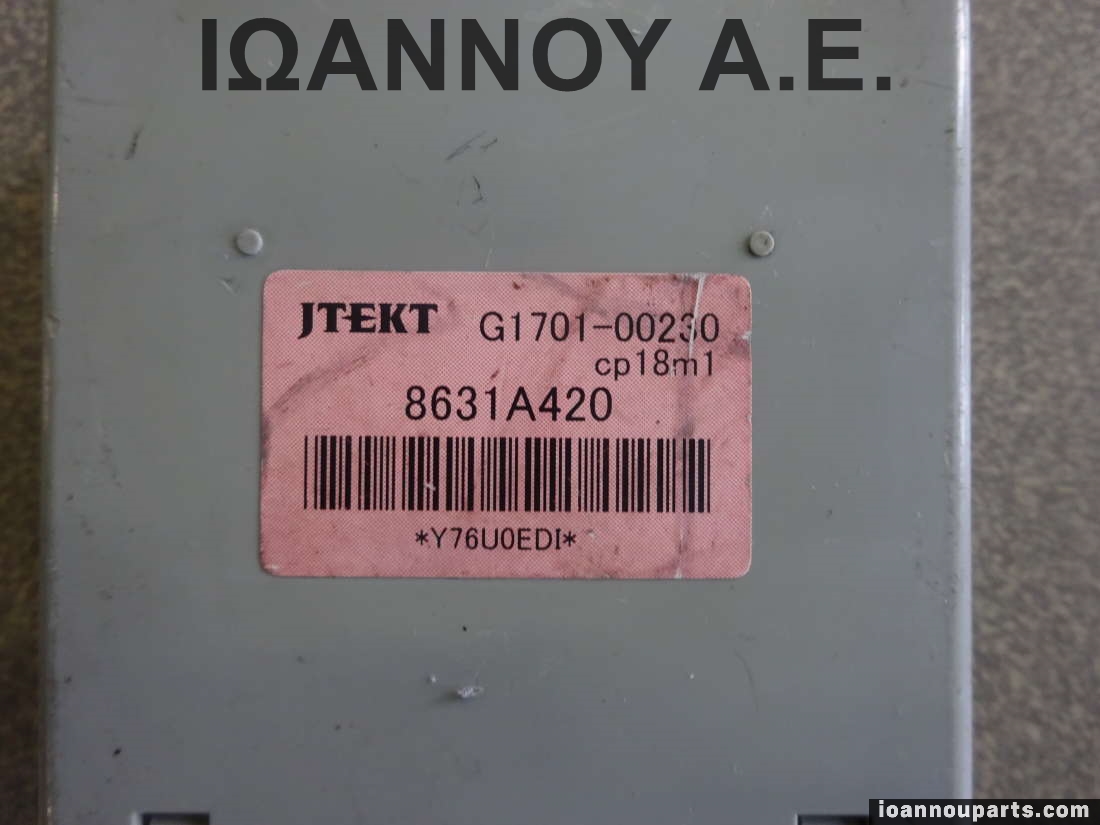 ΙΩΑΝΝΟΥ Α.Ε.
JTEKT G1701-00230
cp18m1
8631A420
*Y76U0EDI*
ioannouparts.com